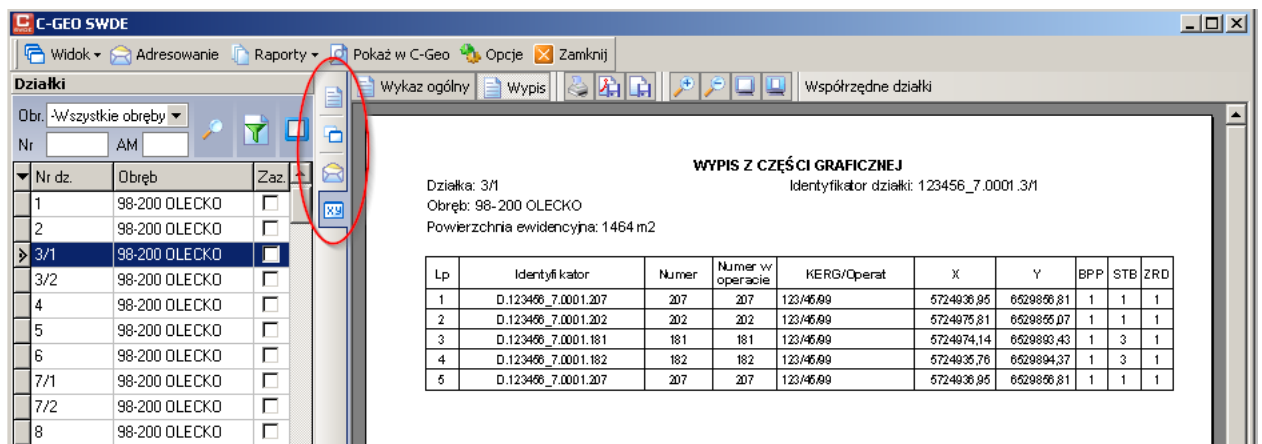 C-GEO SWDE
Widok Adresowanie Raporty Pokaż w C-Geo Opcje Zamknij
Działki
Wykaz ogólny Wypis Współrzędne działki
Obr. -Wszystkie obręby
Nr AM
Nr dz. Obręb Zaz.
1 98-200 OLECKO
2 98-200 OLECKO
3/1 98-200 OLECKO
3/2 98-200 OLECKO
4 98-200 OLECKO
5 98-200 OLECKO
6 98-200 OLECKO
7/1 98-200 OLECKO
7/2 98-200 OLECKO
8 98-200 OLECKO
xy
WYPIS Z CZĘŚCI GRAFICZNEJ
Działka: 3/1 Identyfikator działki: 123456_7.0001.3/1
Obręb: 98-200 OLECKO
Powierzchnia ewidencyjna: 1464 m2
Lp Identyfikator Numer Numer w operacie KERG/Operat X Y BPP STB ZRD
1 D.123456_7.0001.207 207 207 123/45/99 5724936,95 6529856,81 1 1 1
2 D.123456_7.0001.202 202 202 123/45/99 5724975,81 6529855,07 1 1 1
3 D.123456_7.0001.181 181 181 123/45/99 5724974,14 6529893,43 1 3 1
4 D.123456_7.0001.182 182 182 123/45/99 5724935,76 6529894,37 1 3 1
5 D.123456_7.0001.207 207 207 123/45/99 5724936,95 6529856,81 1 1 1